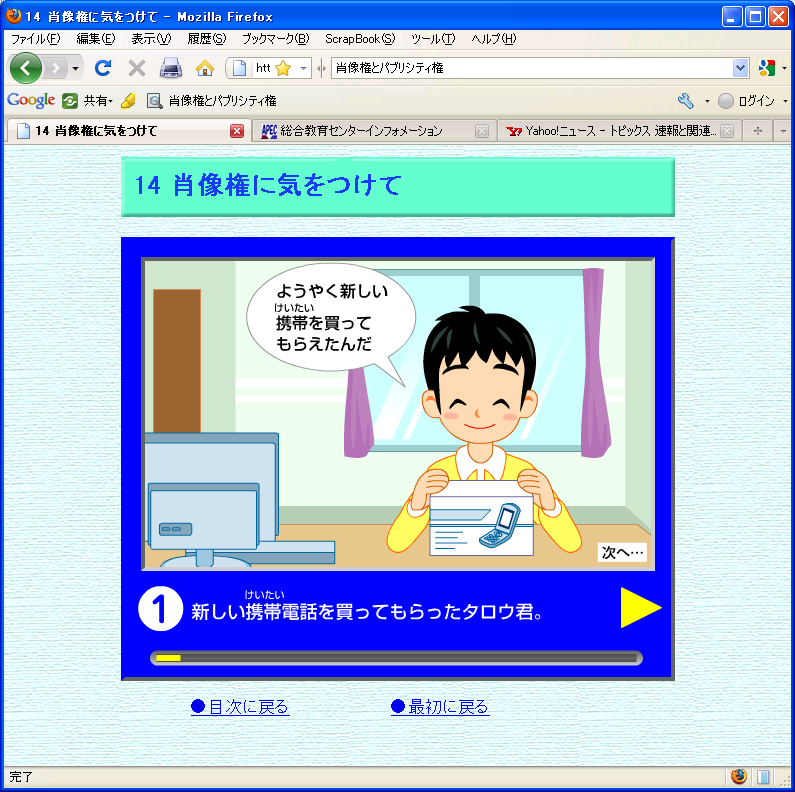 14 肖像権に気をつけて - Mozilla Firefox
ファイル(F) 編集(E) 表示(V) 履歴(S) ブックマーク(B) ScrapBook(S) ツール(T) ヘルプ(H)
htt 肖像権とパブリシティ権
Google 共有 肖像権とパブリシティ権 ログイン
14 肖像権に気をつけて APEC 総合教育センターインフォメーション Yahoo!ニュース - トピックス 速報と関連...
14 肖像権に気をつけて
ようやく新しい
けいたい
携帯を買って
もらえたんだ
次へ…
けいたい
1 新しい携帯電話を買ってもらったタロウ君。
●目次に戻る ●最初に戻る
完了